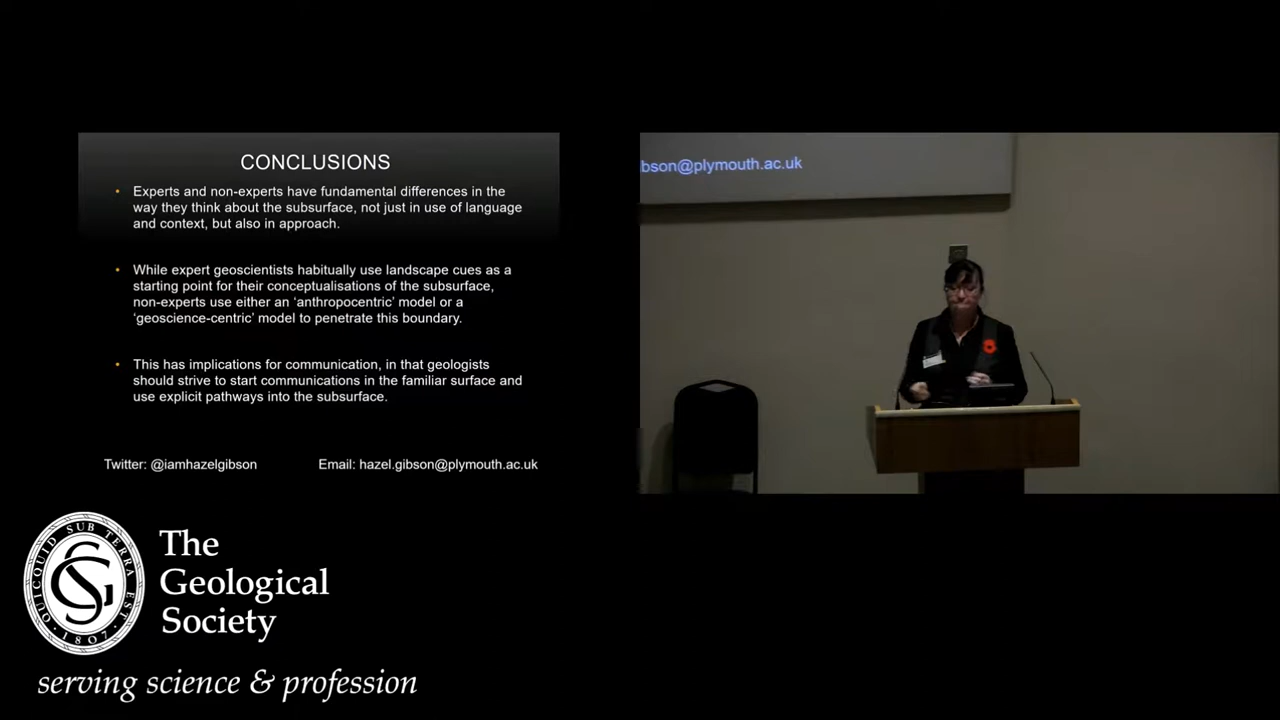 CONCLUSIONS
• Experts and non-experts have fundamental differences in the
way they think about the subsurface, not just in use of language
and context, but also in approach.
• While expert geoscientists habitually use landscape cues as a
starting point for their conceptualisations of the subsurface,
non-experts use either an ‘anthropocentric’ model or a
‘geoscience-centric’ model to penetrate this boundary.
• This has implications for communication, in that geologists
should strive to start communications in the familiar surface and
use explicit pathways into the subsurface.
Twitter: @iamhazelgibson Email: hazel.gibson@plymouth.ac.uk
bson@plymouth.ac.uk
QUICQUID SUB TERRA EST
GS
·1807·
The
Geological
Society
serving science & profession